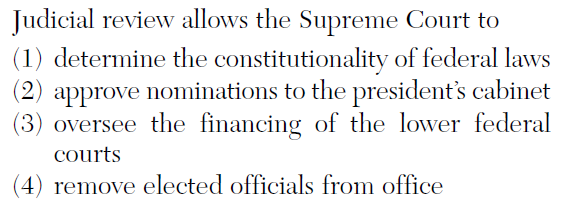 Judicial review allows the Supreme Court to
(1) determine the constitutionality of federal laws
(2) approve nominations to the president’s cabinet
(3) oversee the financing of the lower federal
courts
(4) remove elected officials from office